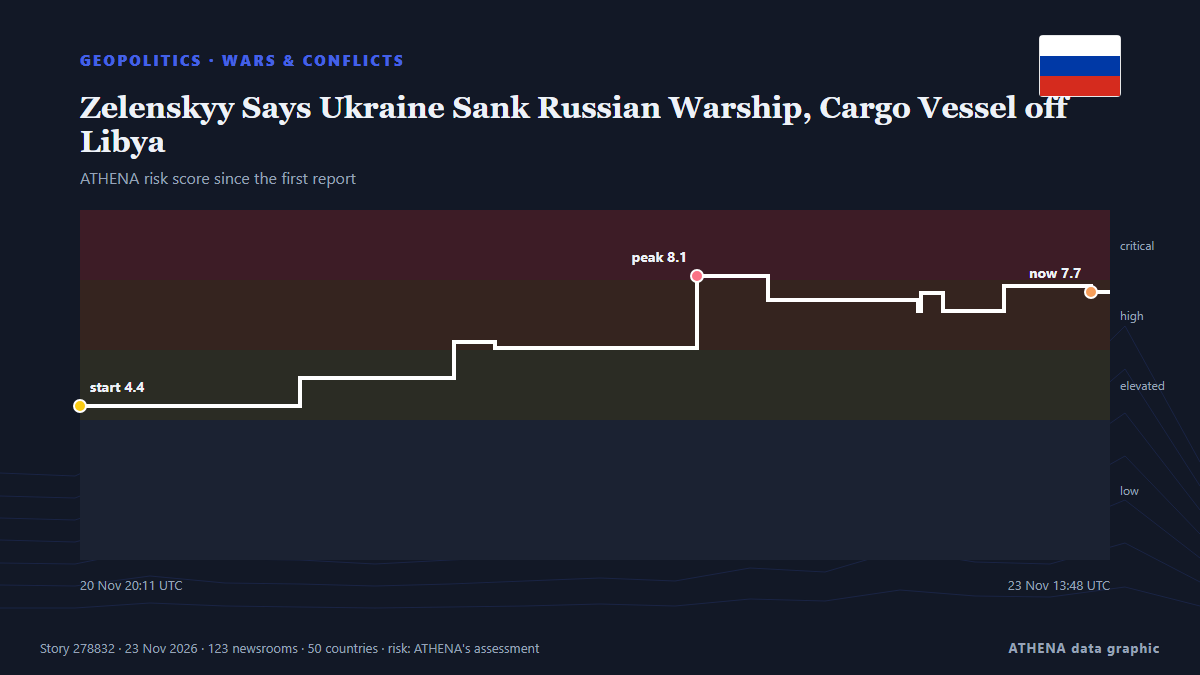 GEOPOLITICS · WARS & CONFLICTS
Zelenskyy Says Ukraine Sank Russian Warship, Cargo Vessel off
Libya
ATHENA risk score since the first report
critical
peak 8.1
now 7.7
high
elevated
start 4.4
low
20 Nov 20:11 UTC
23 Nov 13:48 UTC
Story 278832 · 23 Nov 2026 · 123 newsrooms · 50 countries · risk: ATHENA's assessment
ATHENA data graphic